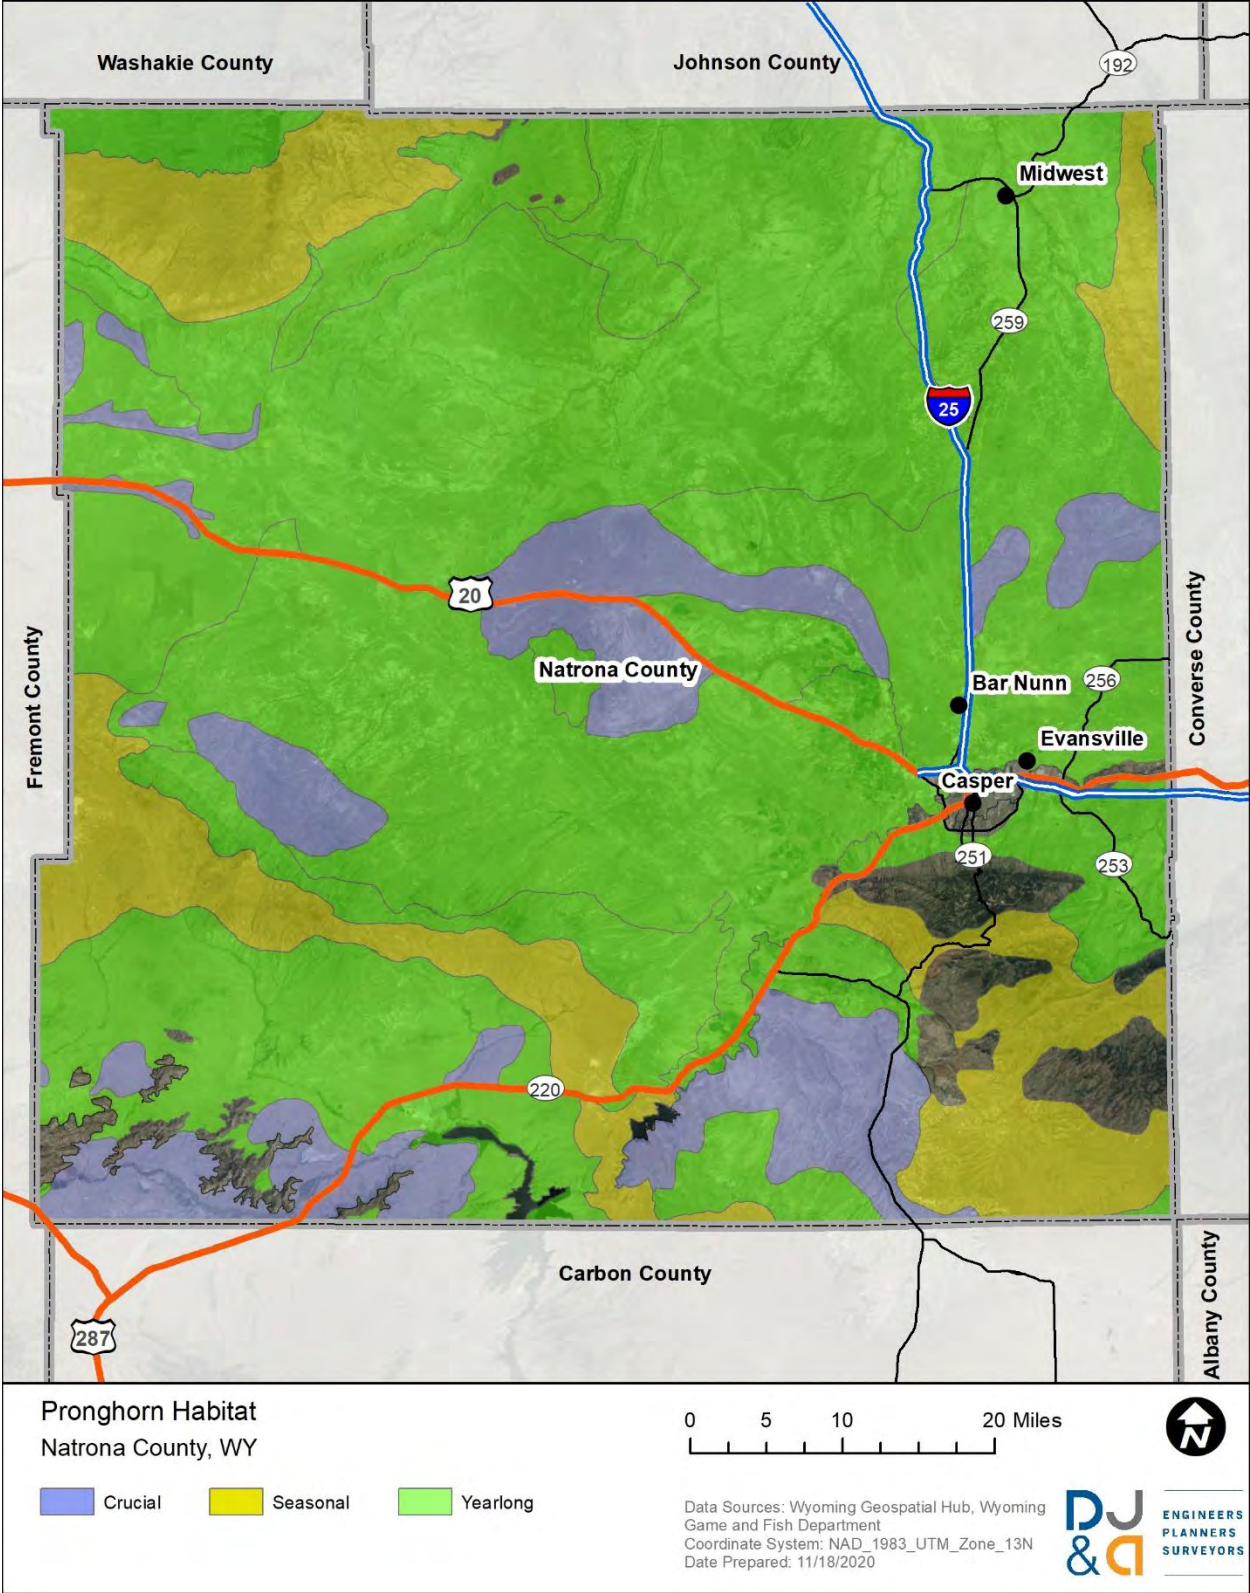 Washakie County
Johnson County
192
Midwest
259
25
20
Natrona County
Bar Nunn
256
Evansville
Casper
251
253
Fremont County
Converse County
220
Carbon County
Albany County
287
Pronghorn Habitat
Natrona County, WY
Crucial
Seasonal
Yearlong
0 5 10 20 Miles
N
Data Sources: Wyoming Geospatial Hub, Wyoming
Game and Fish Department
Coordinate System: NAD_1983_UTM_Zone_13N
Date Prepared: 11/18/2020
DJ
&a
ENGINEERS
PLANNERS
SURVEYORS